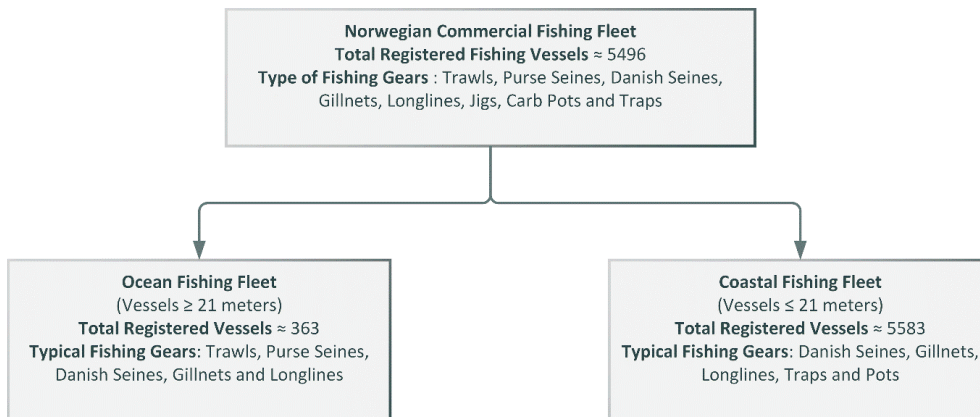 Norwegian Commercial Fishing Fleet
Total Registered Fishing Vessels ≈ 5496
Type of Fishing Gears : Trawls, Purse Seines, Danish Seines,
Gillnets, Longlines, Jigs, Carb Pots and Traps
Ocean Fishing Fleet
(Vessels ≥ 21 meters)
Total Registered Vessels ≈ 363
Typical Fishing Gears: Trawls, Purse Seines,
Danish Seines, Gillnets and Longlines
Coastal Fishing Fleet
(Vessels ≤ 21 meters)
Total Registered Vessels ≈ 5583
Typical Fishing Gears: Danish Seines, Gillnets,
Longlines, Traps and Pots